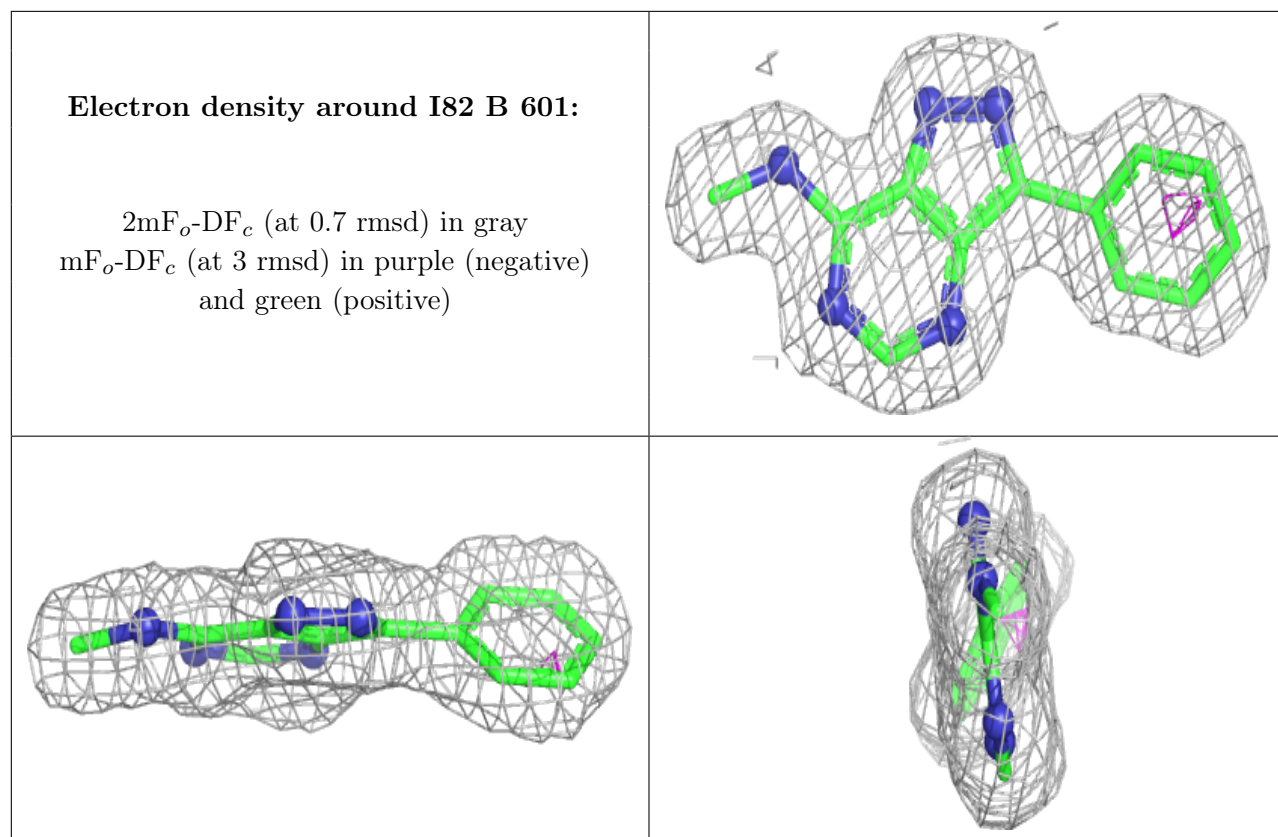 Electron density around I82 B 601:
2mFₒ-DF𝒸 (at 0.7 rmsd) in gray
mFₒ-DF𝒸 (at 3 rmsd) in purple (negative)
and green (positive)